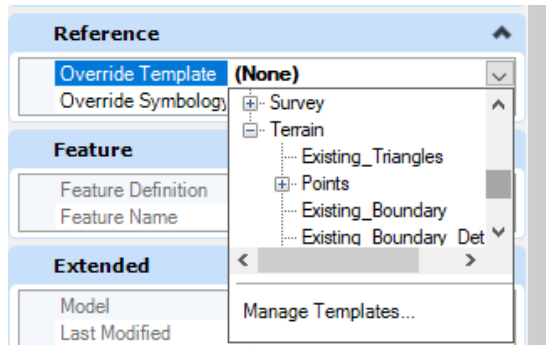 Reference
Override Template (None)
Override Symbology
Survey
Terrain
Existing_Triangles
Points
Existing_Boundary
Existing_Boundary_Det
Feature
Feature Definition
Feature Name
Extended
Model
Last Modified
Manage Templates...